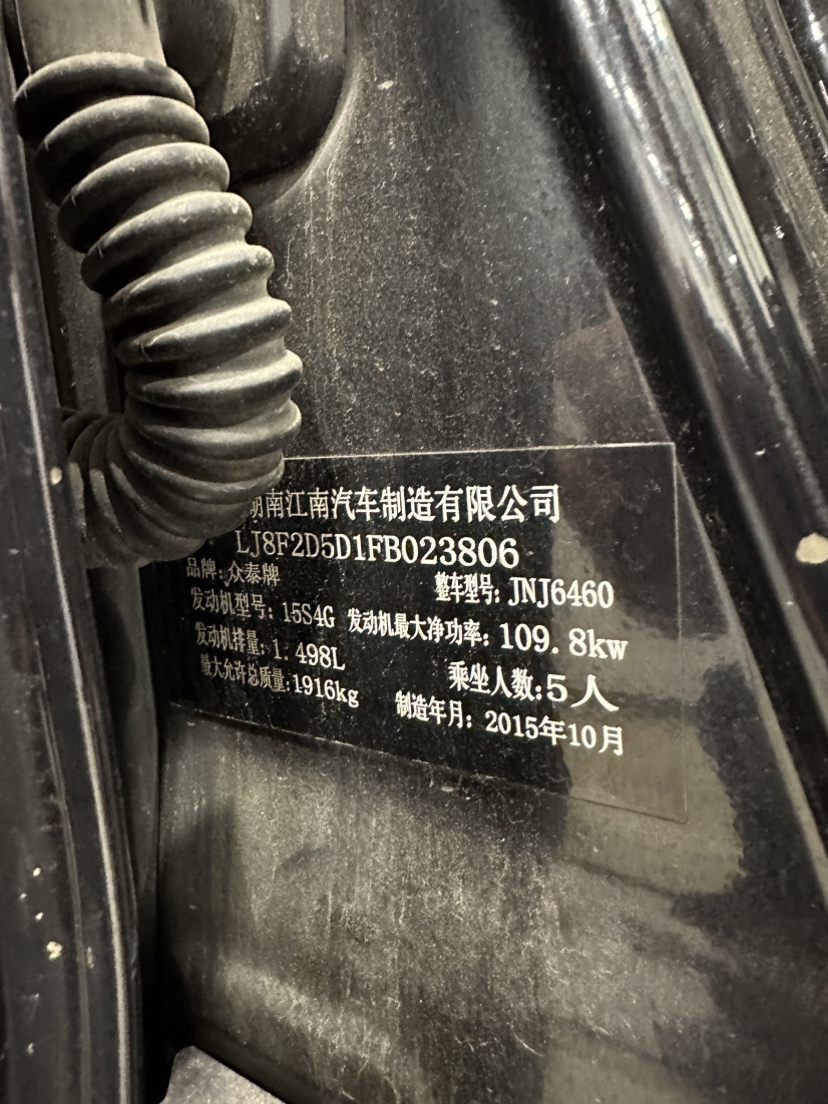 湖南江南汽车制造有限公司
LJ8F2D5D1FB023806
品牌:众泰牌 整车型号: JNJ6460
发动机型号: 15S4G 发动机最大净功率: 109.8kw
发动机排量: 1.498L 乘坐人数:5人
最大允许总质量:1916kg 制造年月: 2015年10月